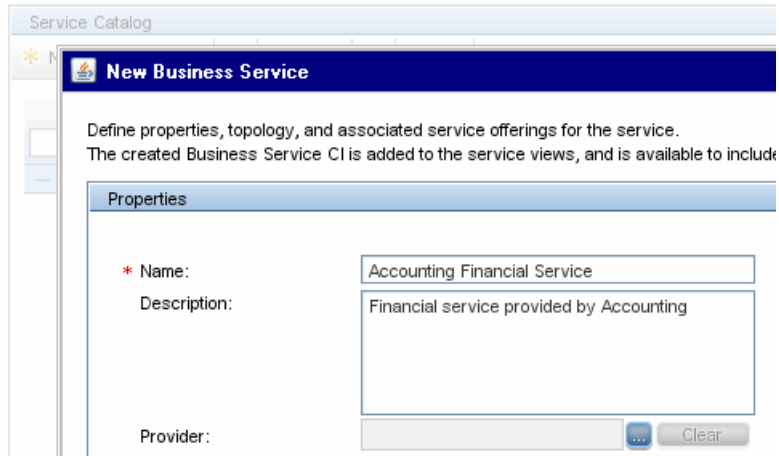 Service Catalog
New Business Service
Define properties, topology, and associated service offerings for the service.
The created Business Service CI is added to the service views, and is available to include
Properties
* Name: Accounting Financial Service
Description: Financial service provided by Accounting
Provider: ... Clear